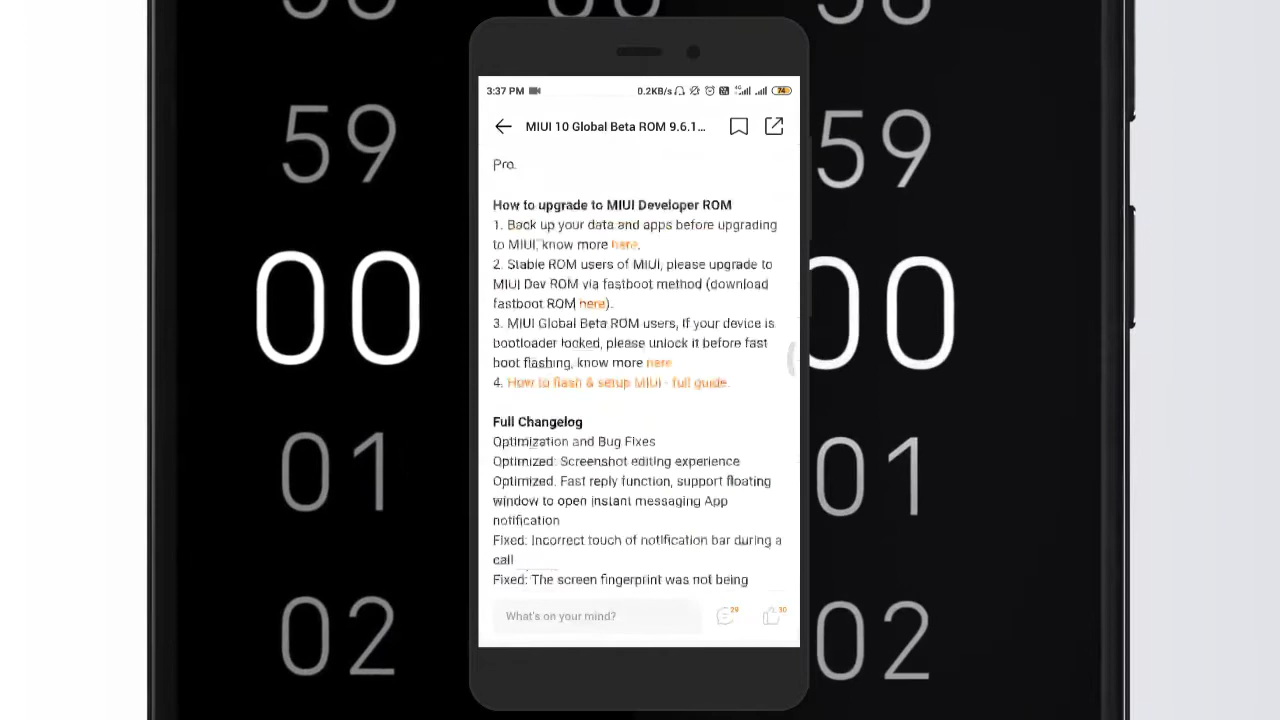 58 00 58
59 59
00 00
01 01
02 02
3:37 PM 0.2KB/s 4G 74
MIUI 10 Global Beta ROM 9.6.1...
Pro.
How to upgrade to MIUI Developer ROM
1. Back up your data and apps before upgrading
to MIUI, know more here.
2. Stable ROM users of MIUI, please upgrade to
MIUI Dev ROM via fastboot method (download
fastboot ROM here).
3. MIUI Global Beta ROM users, If your device is
bootloader locked, please unlock it before fast
boot flashing, know more here
4. How to flash & setup MIUI - full guide.
Full Changelog
Optimization and Bug Fixes
Optimized: Screenshot editing experience
Optimized: Fast reply function, support floating
window to open instant messaging App
notification
Fixed: Incorrect touch of notification bar during a
call
Fixed: The screen fingerprint was not being
What's on your mind? 29 30